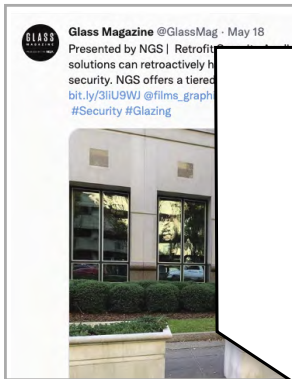 GLASS
MAGAZINE
Glass Magazine @GlassMag · May 18
Presented by NGS | Retrofit
solutions can retroactively
security. NGS offers a tiered
bit.ly/3liU9WJ @films_graphi
#Security #Glazing